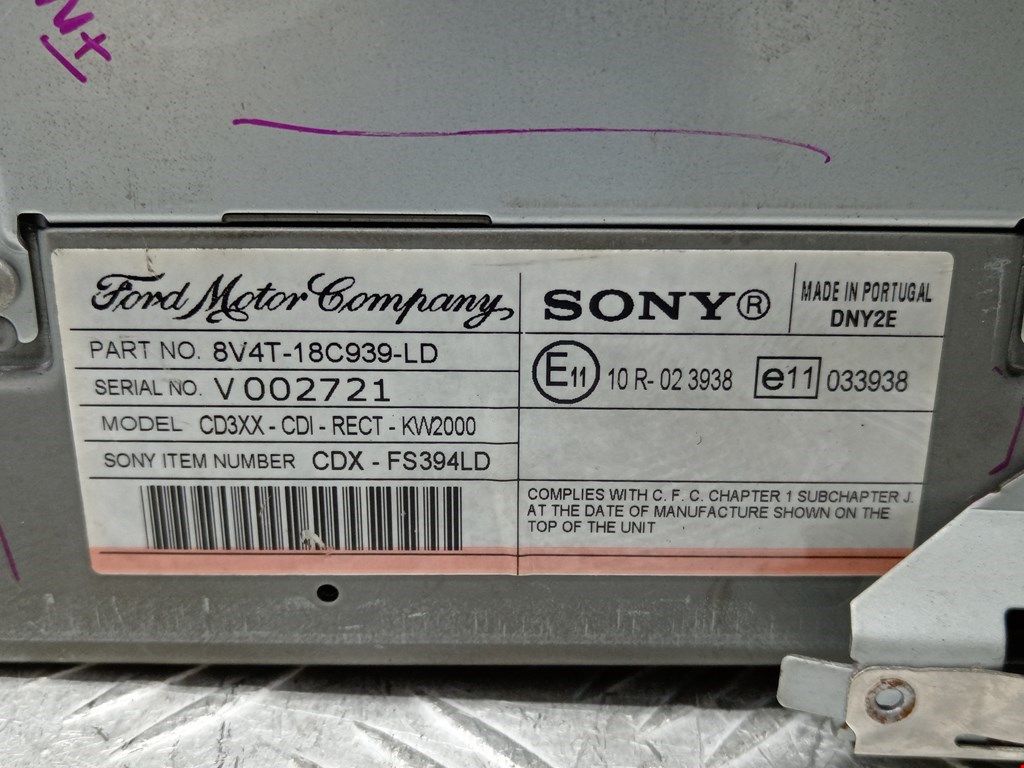 Ford Motor Company
PART NO. 8V4T-18C939-LD
SERIAL NO. V 002721
MODEL CD3XX - CDI - RECT - KW2000
SONY ITEM NUMBER CDX - FS394LD
SONY®
MADE IN PORTUGAL
DNY2E
E11 10 R- 02 3938 e11 033938
COMPLIES WITH C. F. C. CHAPTER 1 SUBCHAPTER J.
AT THE DATE OF MANUFACTURE SHOWN ON THE
TOP OF THE UNIT